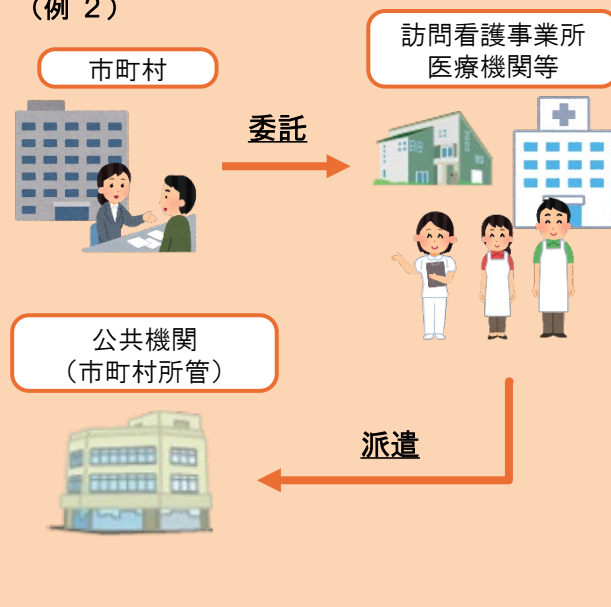 （例 2）
市町村
訪問看護事業所
医療機関等
委託
公共機関
（市町村所管）
派遣